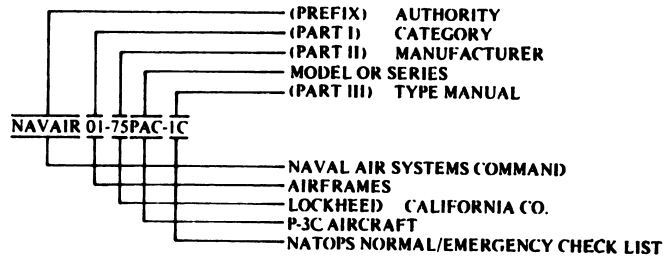 (PREFIX) AUTHORITY
(PART I) CATEGORY
(PART II) MANUFACTURER
MODEL OR SERIES
(PART III) TYPE MANUAL
NAVAIR 01-75PAC-1C
NAVAL AIR SYSTEMS COMMAND
AIRFRAMES
LOCKHEED CALIFORNIA CO.
P-3C AIRCRAFT
NATOPS NORMAL/EMERGENCY CHECK LIST